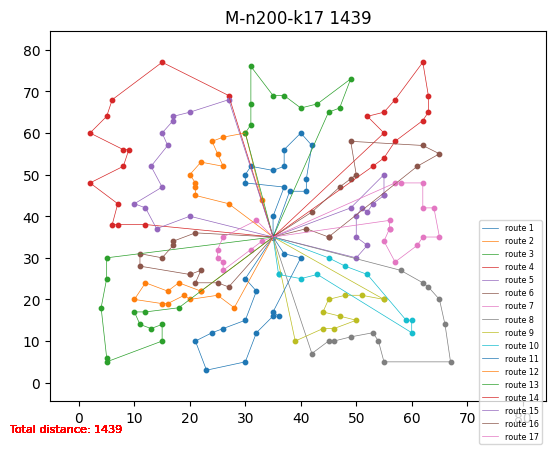 M-n200-k17 1439
80
70
60
50
40
30
20
10
0
0
10
20
30
40
50
60
70
80
route 1
route 2
route 3
route 4
route 5
route 6
route 7
route 8
route 9
route 10
route 11
route 12
route 13
route 14
route 15
route 16
route 17
Total distance: 1439